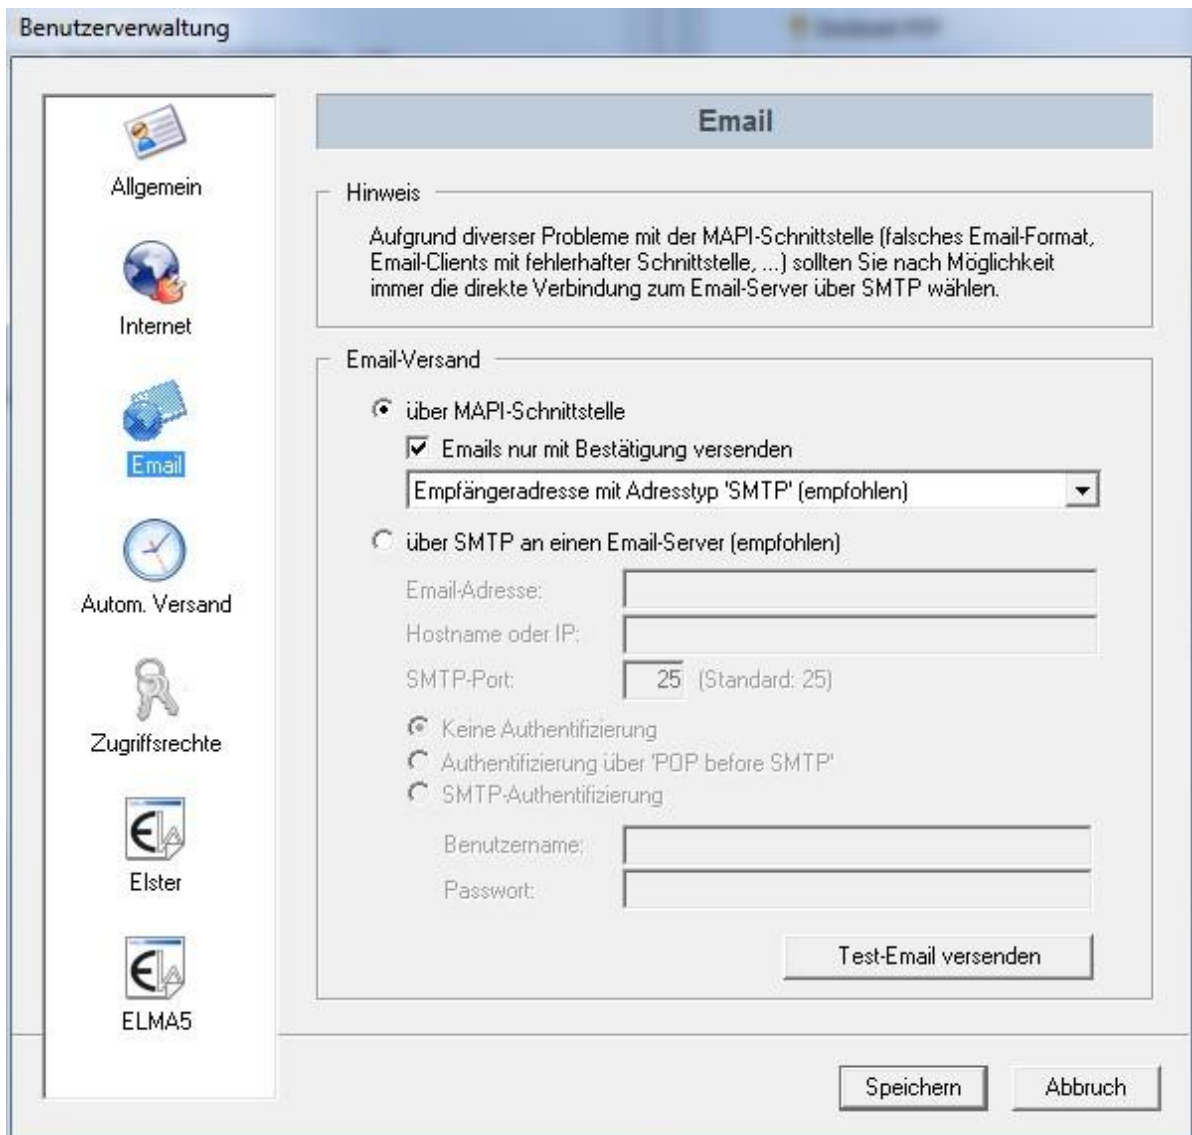 Benutzerverwaltung
Allgemein
Internet
Email
Autom. Versand
Zugriffsrechte
Elster
ELMA5
Email
Hinweis
Aufgrund diverser Probleme mit der MAPI-Schnittstelle (falsches Email-Format,
Email-Clients mit fehlerhafter Schnittstelle, ...) sollten Sie nach Möglichkeit
immer die direkte Verbindung zum Email-Server über SMTP wählen.
Email-Versand
über MAPI-Schnittstelle
Emails nur mit Bestätigung versenden
Empfängeradresse mit Adresstyp 'SMTP' (empfohlen)
über SMTP an einen Email-Server (empfohlen)
Email-Adresse:
Hostname oder IP:
SMTP-Port: 25 (Standard: 25)
Keine Authentifizierung
Authentifizierung über 'POP before SMTP'
SMTP-Authentifizierung
Benutzername:
Passwort:
Test-Email versenden
Speichern Abbruch